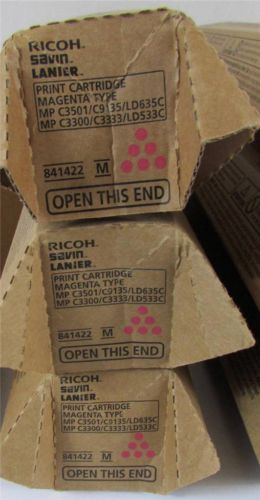 RICOH
savin
LANIER
PRINT CARTRIDGE
MAGENTA TYPE
MP C3501/C9135/LD635C
MP C3300/C3333/LD533C
841422 M
OPEN THIS END
RICOH
savin
LANIER
PRINT CARTRIDGE
MAGENTA TYPE
MP C3501/C9135/LD635C
MP C3300/C3333/LD533C
841422 M
OPEN THIS END
RICOH
savin
LANIER
PRINT CARTRIDGE
MAGENTA TYPE
MP C3501/C9135/LD635C
MP C3300/C3333/LD533C
841422 M
OPEN THIS END